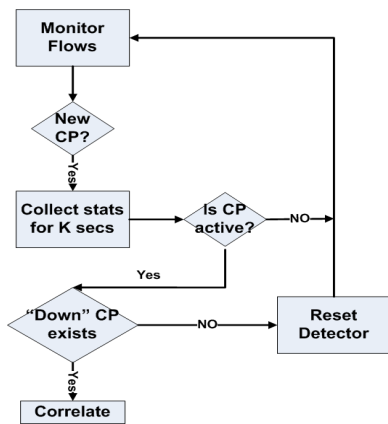 Monitor
Flows
New
CP?
Yes
Collect stats
for K secs
Is CP
active?
NO
Yes
"Down" CP
exists
NO
Reset
Detector
Yes
Correlate